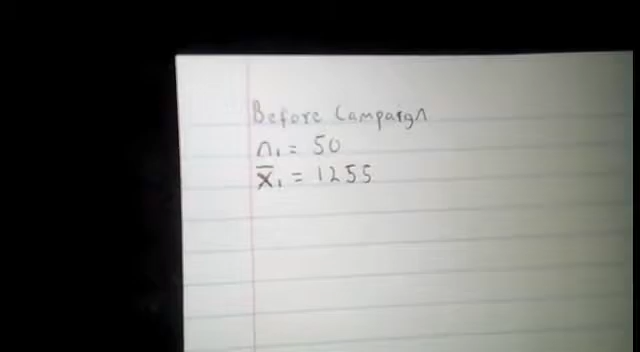 Before Campaign
n₁ = 50
x̄₁ = 1255